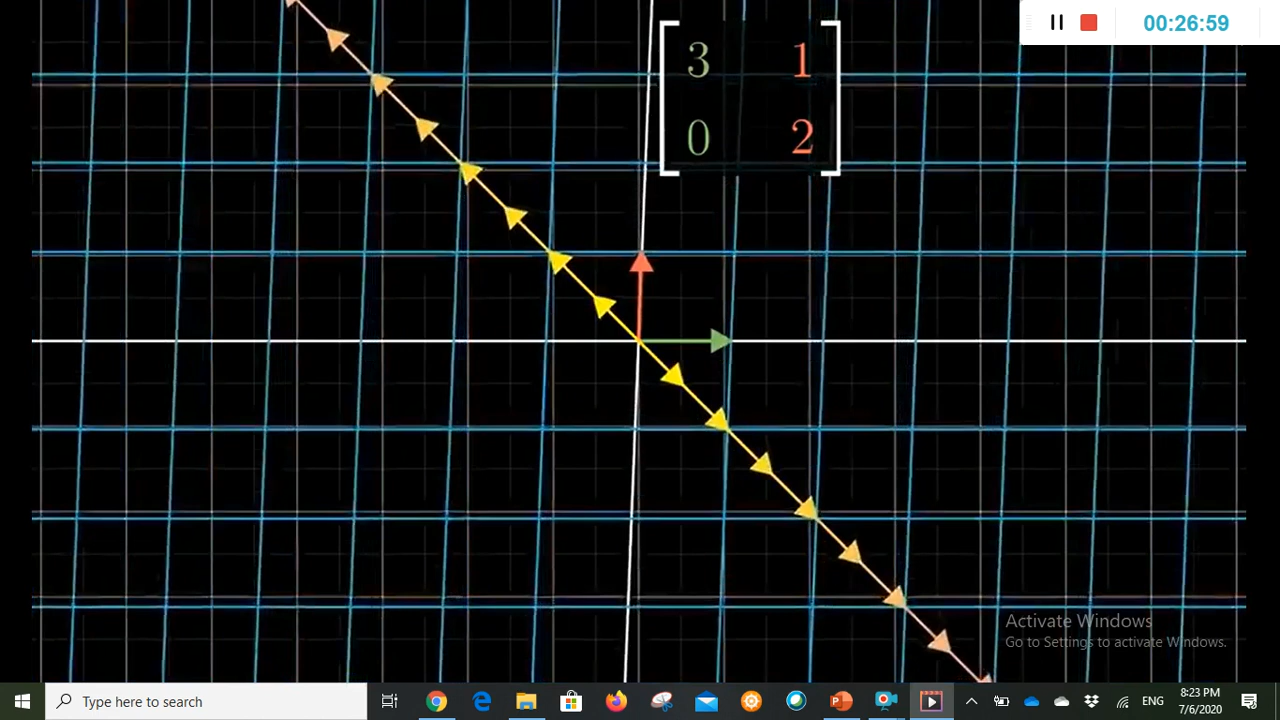 00:26:59
3 1
0 2
Activate Windows
Go to Settings to activate Windows.
Type here to search
ENG
8:23 PM
7/6/2020